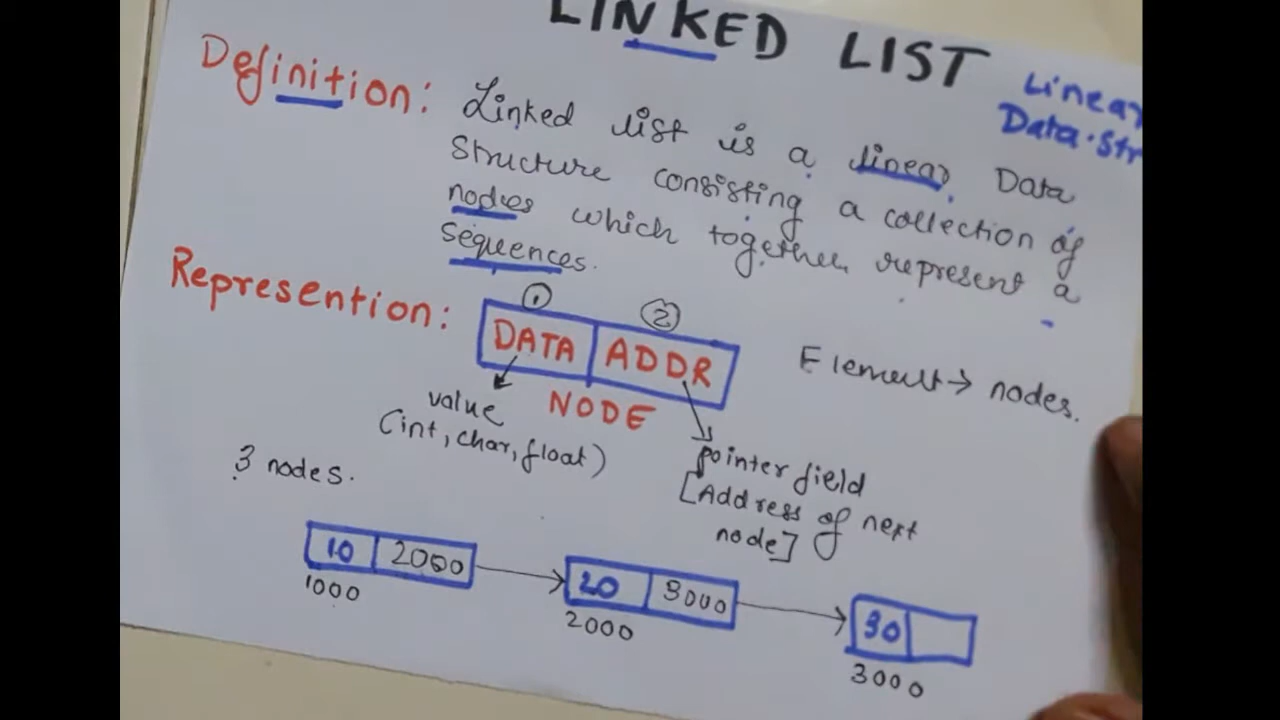 LINKED LIST
Linear
Data.Str
Definition: Linked list is a linear Data
Structure consisting a collection of
nodes which together represent a
sequences.
Represention:
1 2
DATA ADDR
NODE
value
(int, char, float)
pointer field
[Address of next
node]
Element → nodes.
3 nodes.
10 2000 → 20 3000 → 30
1000 2000 3000